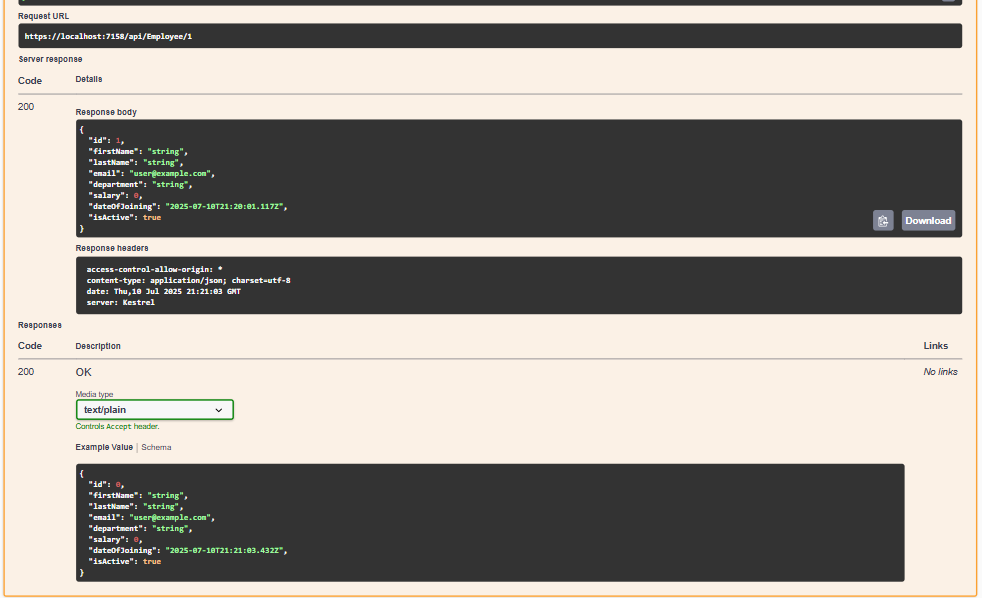 Request URL
https://localhost:7158/api/Employee/1
Server response
Code Details
200
Response body
{
"id": 1,
"firstName": "string",
"lastName": "string",
"email": "user@example.com",
"department": "string",
"salary": 0,
"dateOfJoining": "2025-07-10T21:20:01.117Z",
"isActive": true
}
Download
Response headers
access-control-allow-origin: *
content-type: application/json; charset=utf-8
date: Thu,10 Jul 2025 21:21:03 GMT
server: Kestrel
Responses
Code Description Links
200 OK No links
Media type
text/plain
Controls Accept header.
Example Value | Schema
{
"id": 0,
"firstName": "string",
"lastName": "string",
"email": "user@example.com",
"department": "string",
"salary": 0,
"dateOfJoining": "2025-07-10T21:21:03.432Z",
"isActive": true
}